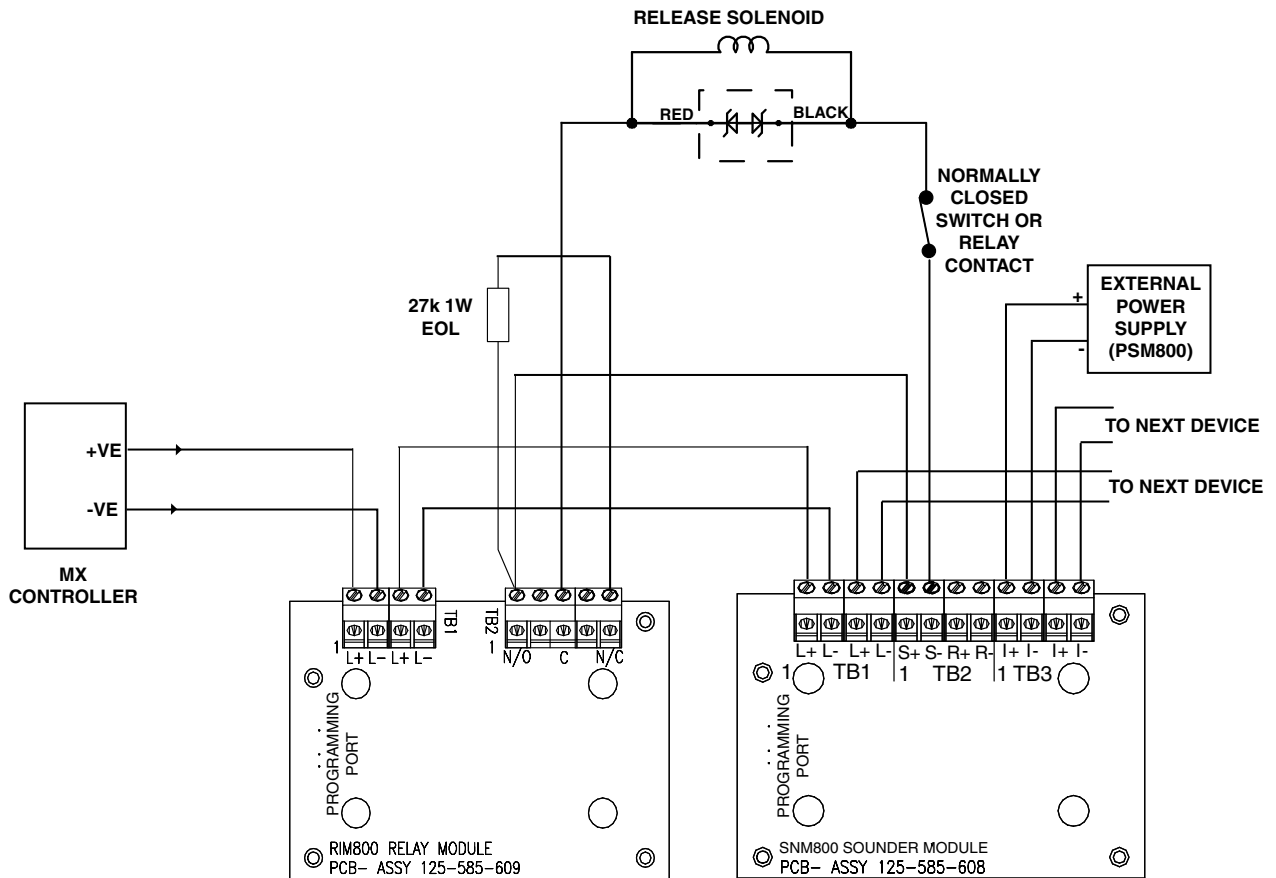 RELEASE SOLENOID
RED
BLACK
NORMALLY
CLOSED
SWITCH OR
RELAY
CONTACT
27k 1W
EOL
+
-
EXTERNAL
POWER
SUPPLY
(PSM800)
TO NEXT DEVICE
TO NEXT DEVICE
+VE
-VE
MX
CONTROLLER
1
L+ L- L+ L-
TB1
TB2
1
N/O C N/C
PROGRAMMING
PORT
RIM800 RELAY MODULE
PCB- ASSY 125-585-609
L+ L- L+ L- S+ S- R+ R- I+ I- I+ I-
1 TB1 1 TB2 1 TB3
PROGRAMMING
PORT
SNM800 SOUNDER MODULE
PCB- ASSY 125-585-608